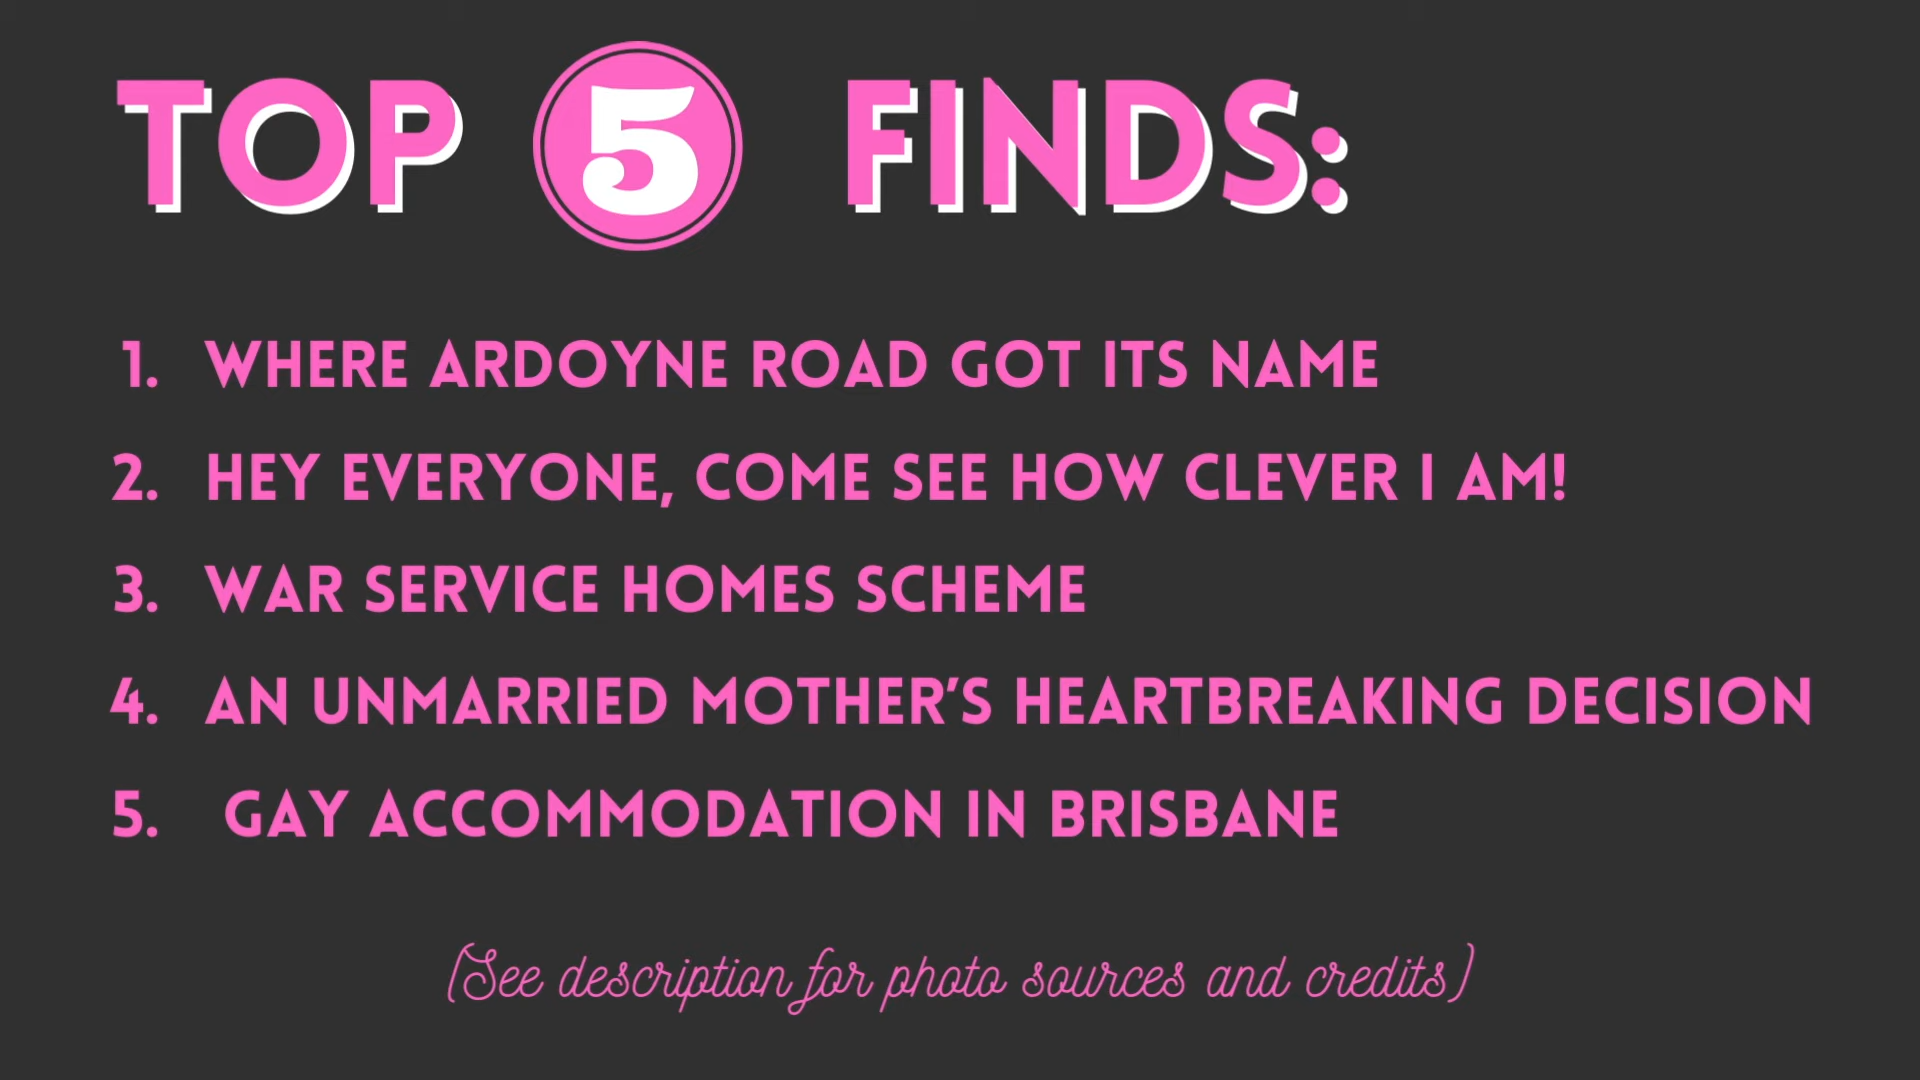 TOP 5 FINDS:
1. WHERE ARDOYNE ROAD GOT ITS NAME
2. HEY EVERYONE, COME SEE HOW CLEVER I AM!
3. WAR SERVICE HOMES SCHEME
4. AN UNMARRIED MOTHER’S HEARTBREAKING DECISION
5. GAY ACCOMMODATION IN BRISBANE
(See description for photo sources and credits)